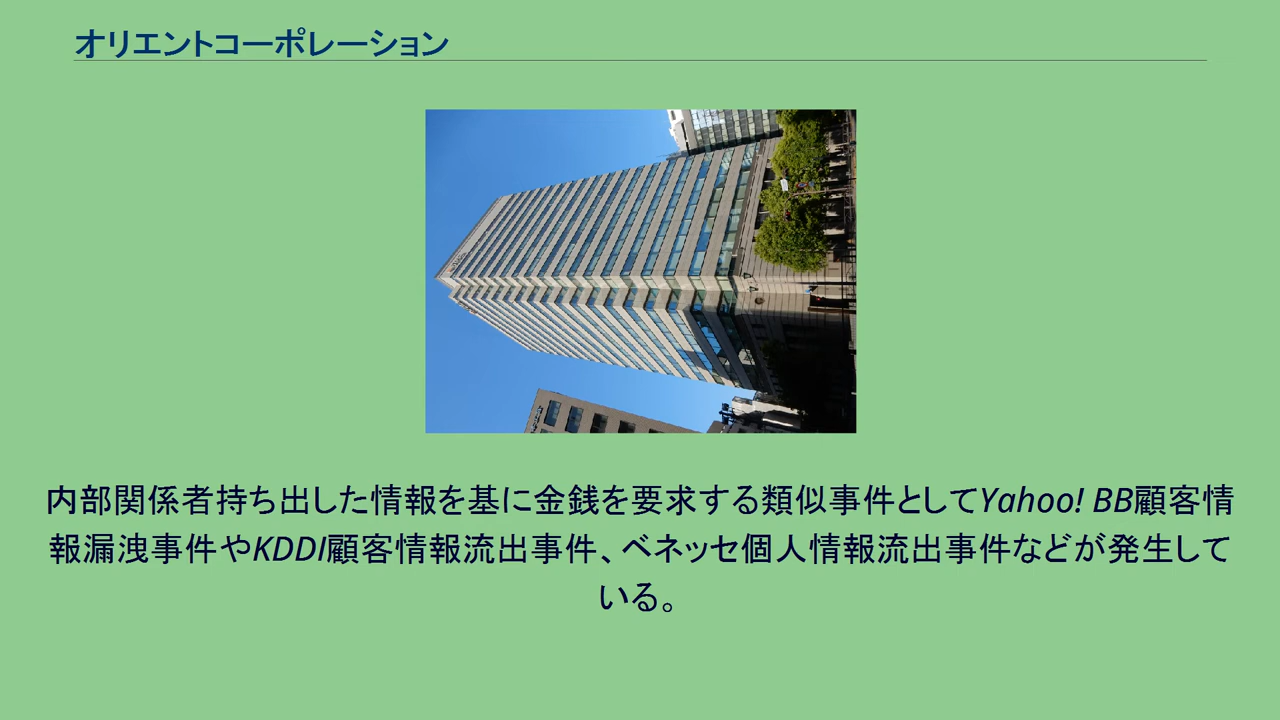 オリエントコーポレーション
内部関係者持ち出した情報を基に金銭を要求する類似事件としてYahoo! BB顧客情
報漏洩事件やKDDI顧客情報流出事件、ベネッセ個人情報流出事件などが発生して
いる。